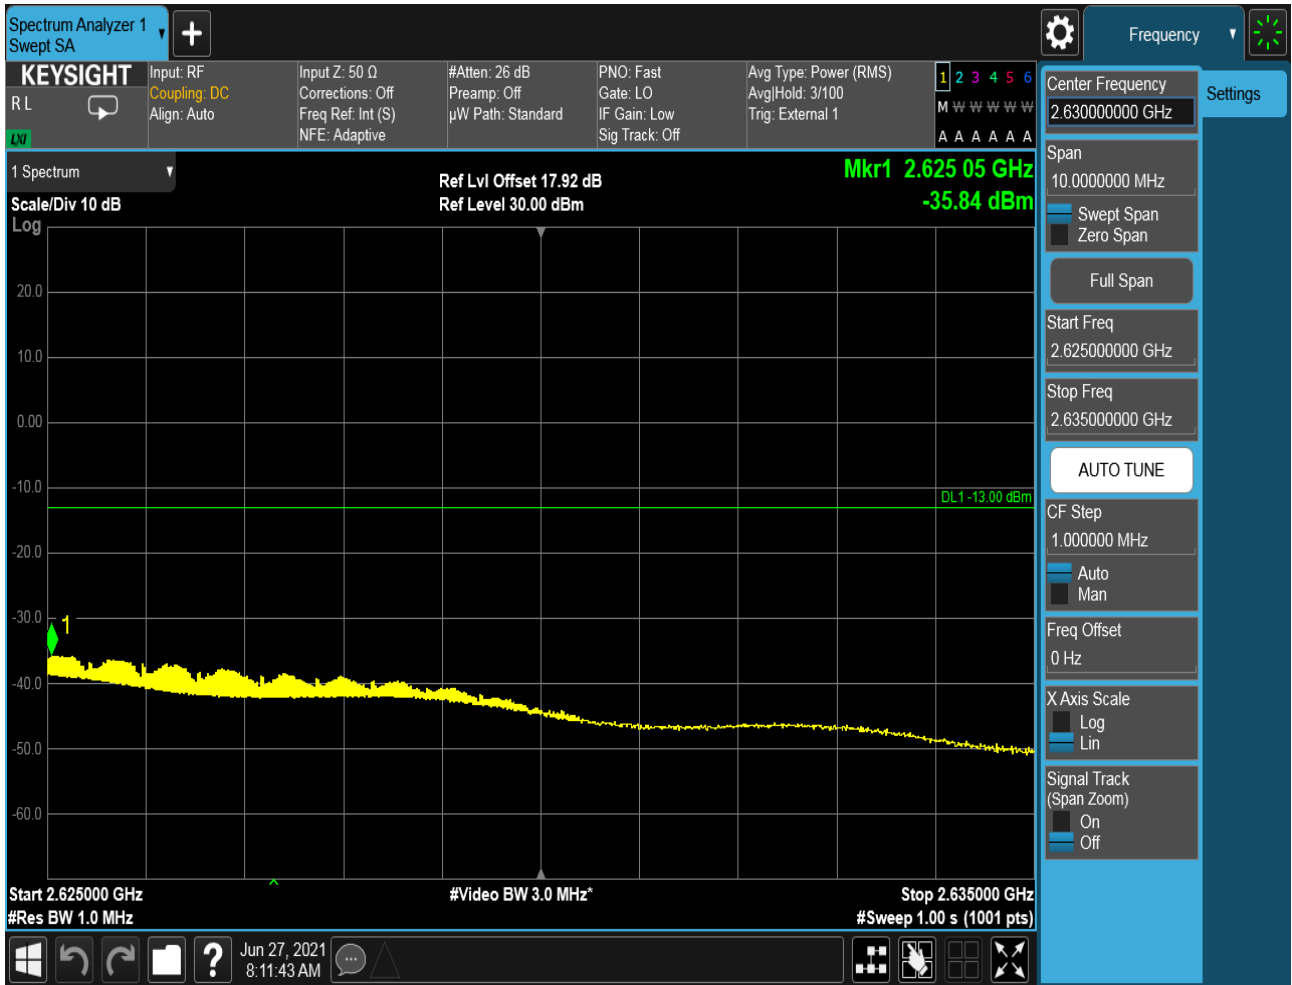 Spectrum Analyzer 1
Swept SA
Frequency
KEYSIGHT
R L
LXI
Input: RF
Coupling: DC
Align: Auto
Input Z: 50 Ω
Corrections: Off
Freq Ref: Int (S)
NFE: Adaptive
#Atten: 26 dB
Preamp: Off
µW Path: Standard
PNO: Fast
Gate: LO
IF Gain: Low
Sig Track: Off
Avg Type: Power (RMS)
Avg|Hold: 3/100
Trig: External 1
1 2 3 4 5 6
M W W W W W
A A A A A A
1 Spectrum
Scale/Div 10 dB
Log
Ref Lvl Offset 17.92 dB
Ref Level 30.00 dBm
Mkr1 2.625 05 GHz
-35.84 dBm
20.0
10.0
0.00
-10.0
-20.0
-30.0
-40.0
-50.0
-60.0
DL1 -13.00 dBm
1
Start 2.625000 GHz
#Res BW 1.0 MHz
#Video BW 3.0 MHz*
Stop 2.635000 GHz
#Sweep 1.00 s (1001 pts)
Center Frequency
2.630000000 GHz
Settings
Span
10.0000000 MHz
Swept Span
Zero Span
Full Span
Start Freq
2.625000000 GHz
Stop Freq
2.635000000 GHz
AUTO TUNE
CF Step
1.000000 MHz
Auto
Man
Freq Offset
0 Hz
X Axis Scale
Log
Lin
Signal Track
(Span Zoom)
On
Off
?
Jun 27, 2021
8:11:43 AM